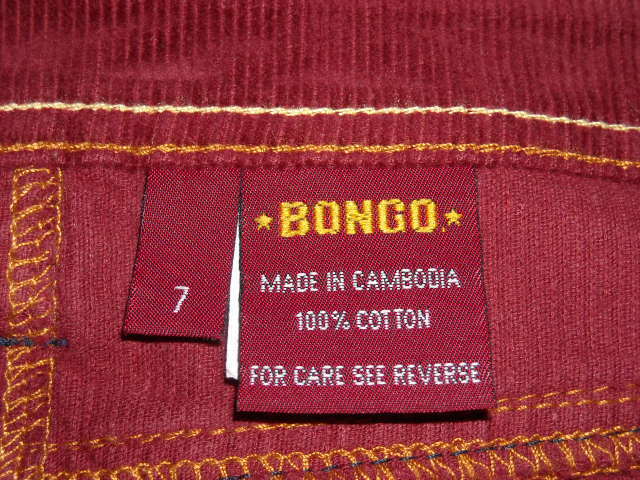 7
★BONGO.★
MADE IN CAMBODIA
100% COTTON
FOR CARE SEE REVERSE